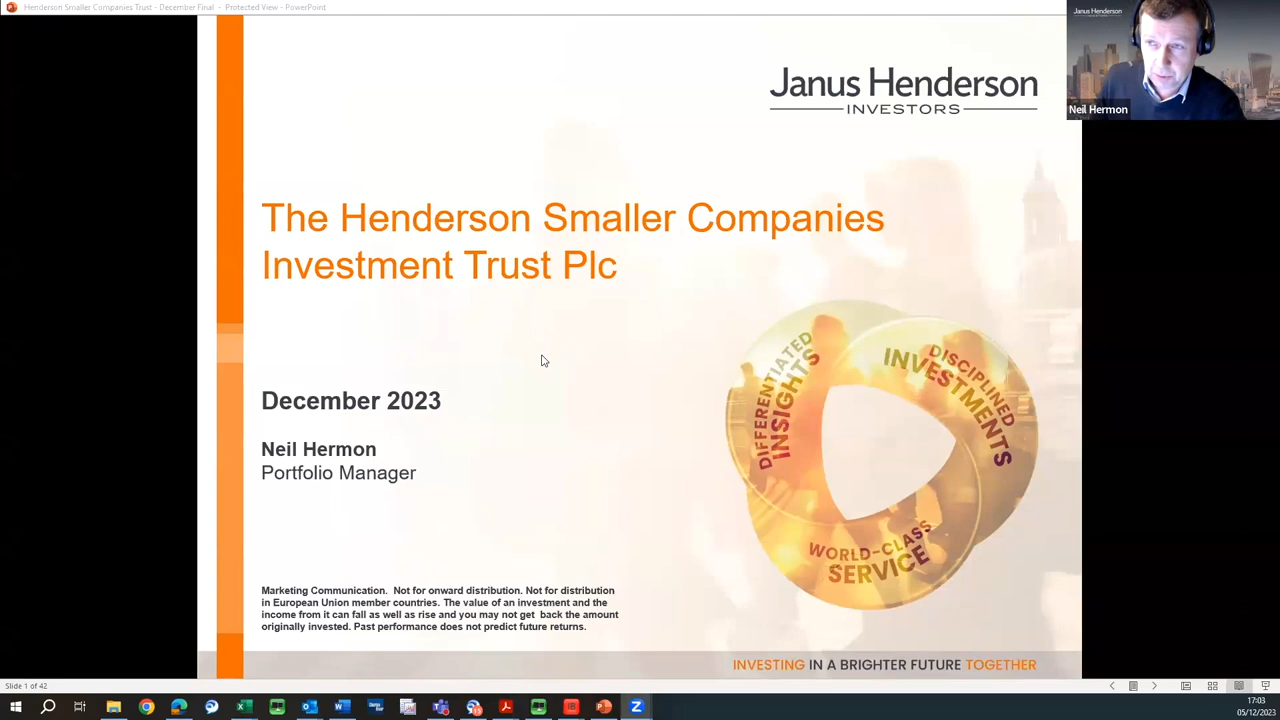 Henderson Smaller Companies Trust - December Final - Protected View - PowerPoint
Janus Henderson
Neil Hermon
Janus Henderson
INVESTORS
The Henderson Smaller Companies
Investment Trust Plc
December 2023
Neil Hermon
Portfolio Manager
DIFFERENTIATED
INSIGHTS
DISCIPLINED
INVESTMENTS
WORLD-CLASS
SERVICE
Marketing Communication. Not for onward distribution. Not for distribution
in European Union member countries. The value of an investment and the
income from it can fall as well as rise and you may not get back the amount
originally invested. Past performance does not predict future returns.
INVESTING IN A BRIGHTER FUTURE TOGETHER
Slide 1 of 42
17:03
05/12/2023